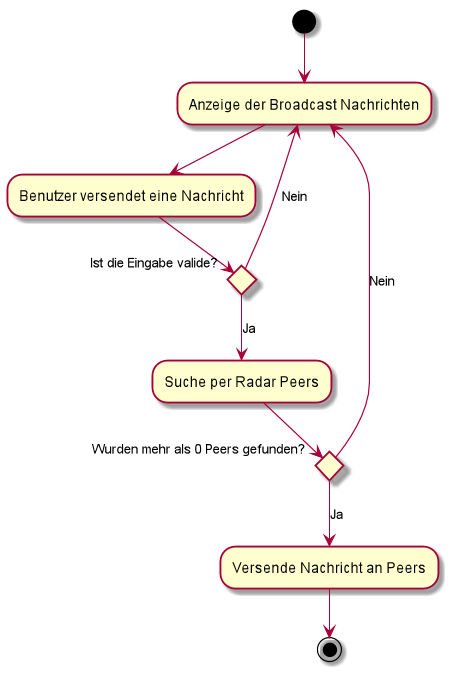 Anzeige der Broadcast Nachrichten
Benutzer versendet eine Nachricht
Nein
Ist die Eingabe valide?
Nein
Ja
Suche per Radar Peers
Wurden mehr als 0 Peers gefunden?
Ja
Versende Nachricht an Peers